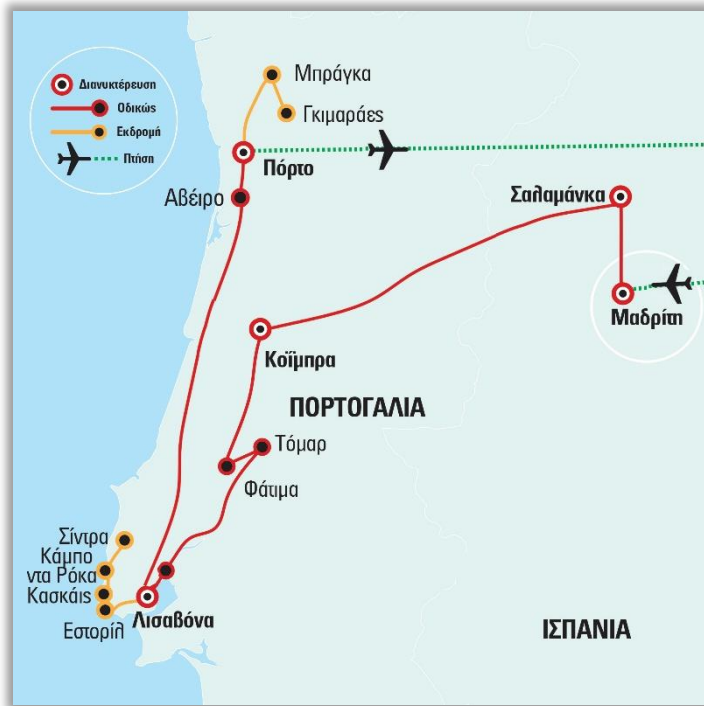 Διανυκτέρευση
Οδικώς
Εκδρομή
Πτήση
Μπράγκα
Γκιμαράες
Πόρτο
Αβέιρο
Σαλαμάνκα
Μαδρίτη
Κοΐμπρα
ΠΟΡΤΟΓΑΛΙΑ
Τόμαρ
Φάτιμα
Σίντρα
Κάμπο
ντα Ρόκα
Κασκάις
Εστορίλ
Λισαβόνα
ΙΣΠΑΝΙΑ